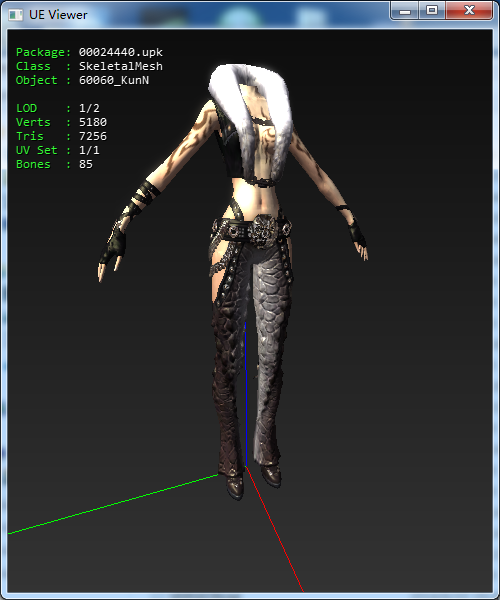 UE Viewer
Package: 00024440.upk
Class : SkeletalMesh
Object : 60060_KunN
LOD : 1/2
Verts : 5180
Tris : 7256
UV Set : 1/1
Bones : 85